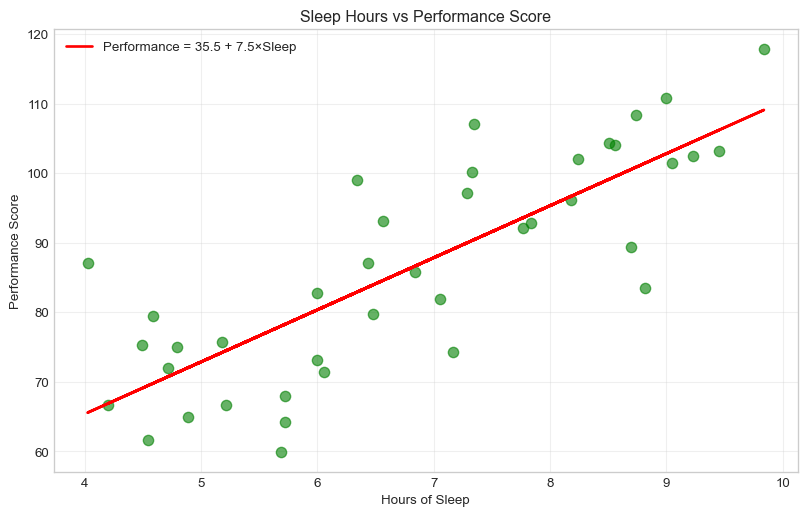 Sleep Hours vs Performance Score
Performance = 35.5 + 7.5×Sleep
Performance Score
120
110
100
90
80
70
60
4 5 6 7 8 9 10
Hours of Sleep